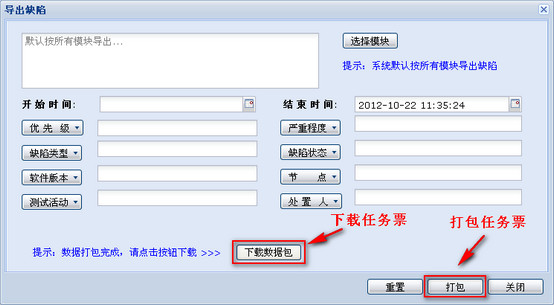 导出缺陷
默认按所有模块导出...
选择模块
提示：系统默认按所有模块导出缺陷
开始时间:
结束时间: 2012-10-22 11:35:24
优先级 严重程度
缺陷类型 缺陷状态
软件版本 节点
测试活动 处置人
下载任务票 打包任务票
提示：数据打包完成，请点击按钮下载 >>> 下载数据包
重置 打包 关闭